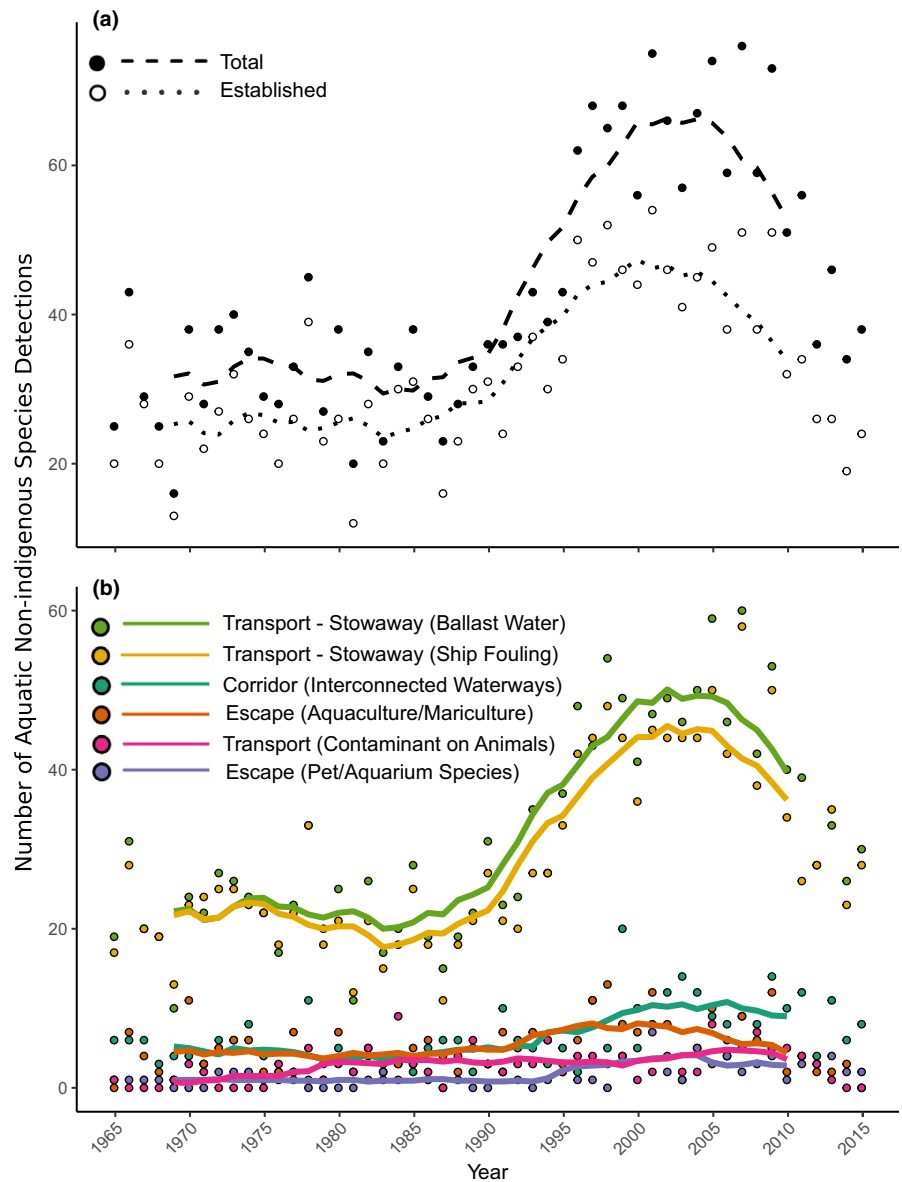 (a)
Total
Established
60
40
20
Number of Aquatic Non-indigenous Species Detections
(b)
Transport - Stowaway (Ballast Water)
Transport - Stowaway (Ship Fouling)
Corridor (Interconnected Waterways)
Escape (Aquaculture/Mariculture)
Transport (Contaminant on Animals)
Escape (Pet/Aquarium Species)
60
40
20
0
1965 1970 1975 1980 1985 1990 1995 2000 2005 2010 2015
Year